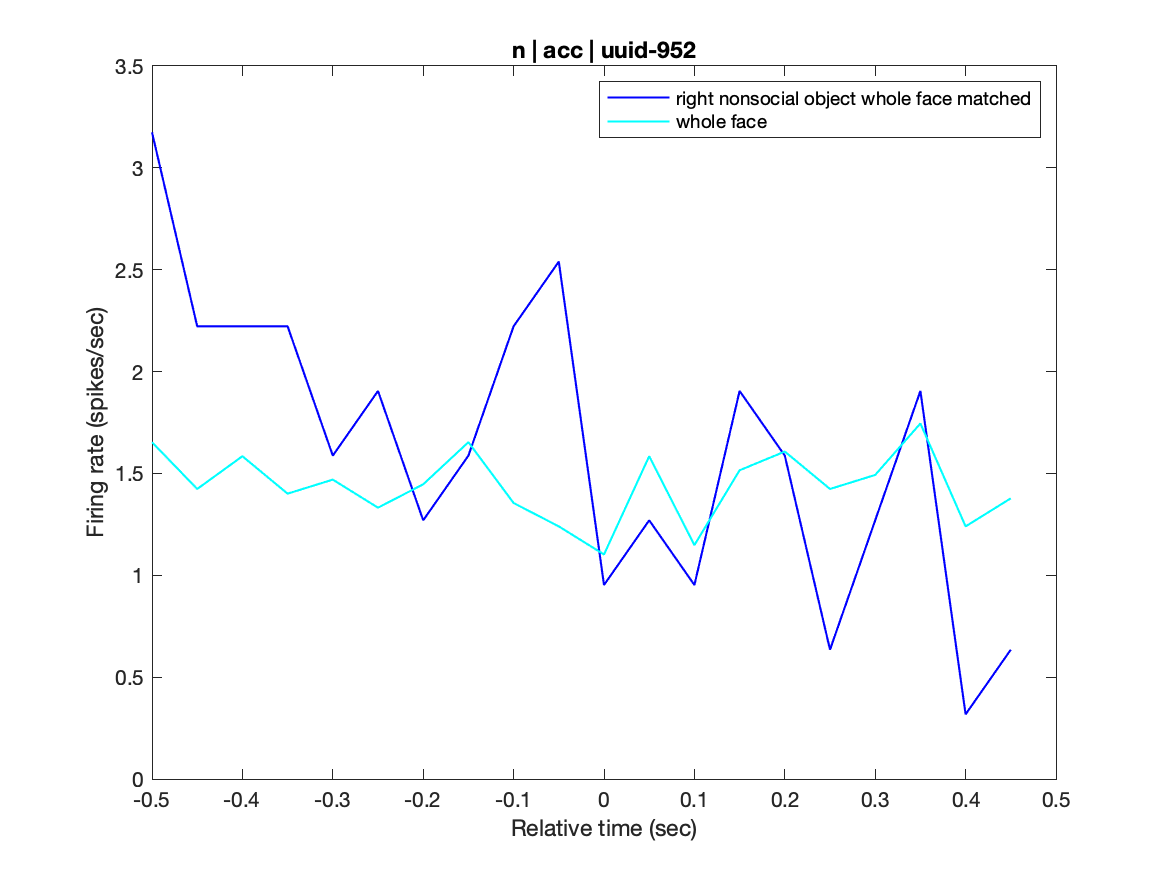 n | acc | uuid-952
right nonsocial object whole face matched
whole face
3.5
3
2.5
2
1.5
1
0.5
0
Firing rate (spikes/sec)
-0.5 -0.4 -0.3 -0.2 -0.1 0 0.1 0.2 0.3 0.4 0.5
Relative time (sec)